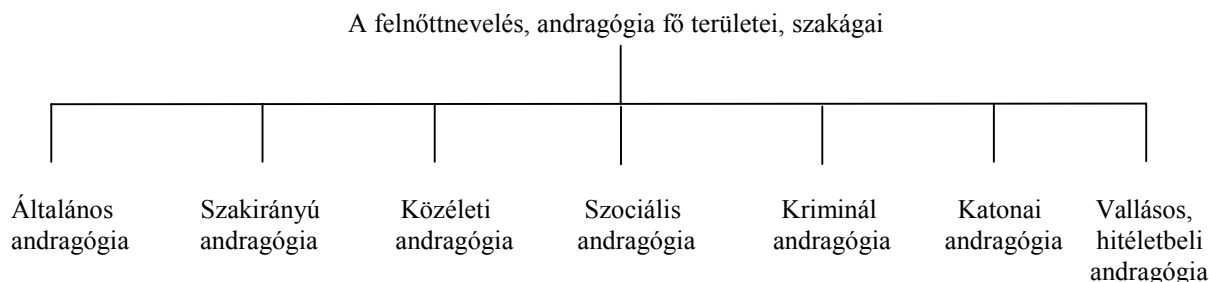 A felnőttnevelés, andragógia fő területei, szakágai
Általános
andragógia
Szakirányú
andragógia
Közéleti
andragógia
Szociális
andragógia
Kriminál
andragógia
Katonai
andragógia
Vallásos,
hitéletbeli
andragógia